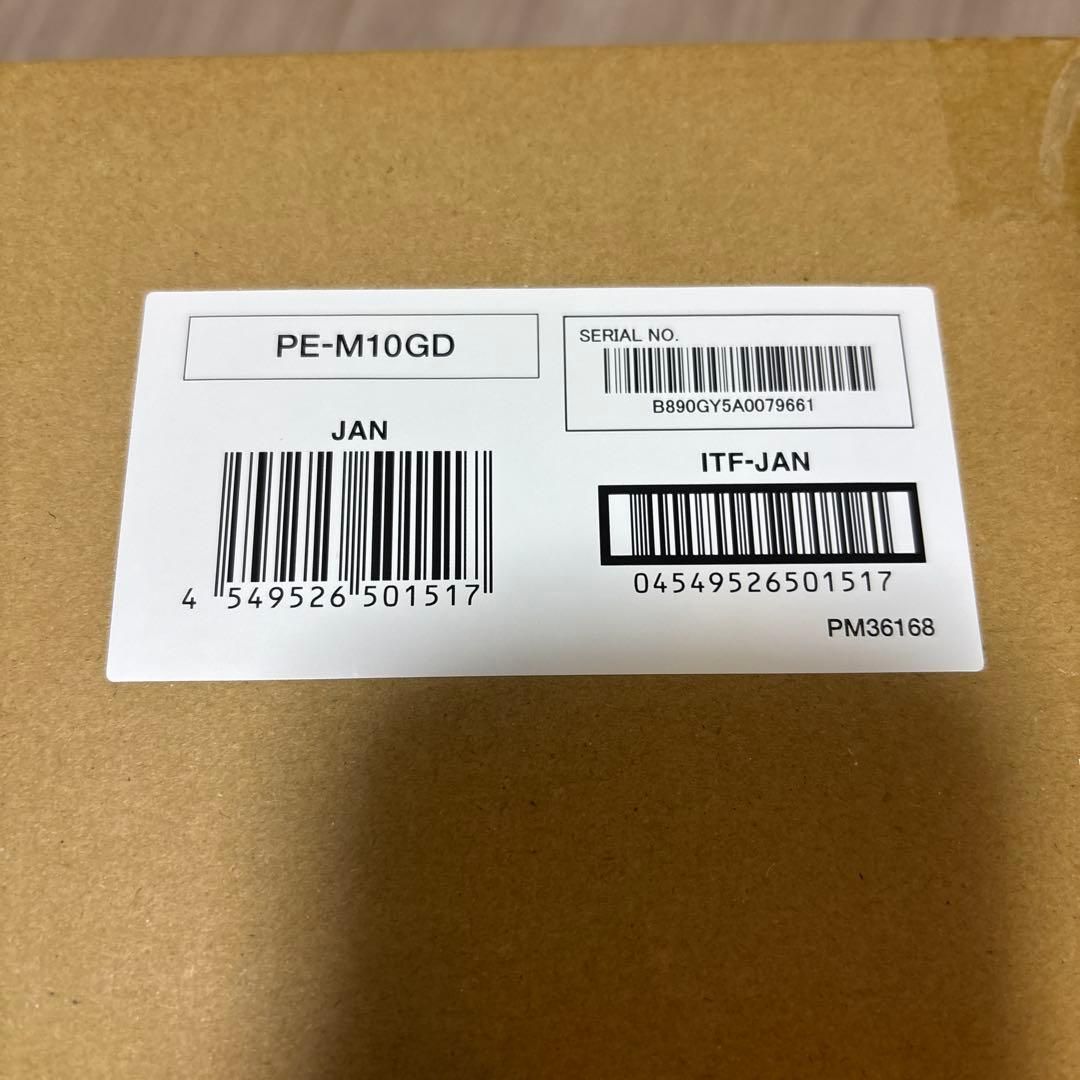 PE-M10GD
SERIAL NO.
B890GY5A0079661
JAN
4 549526 501517
ITF-JAN
04549526501517
PM36168